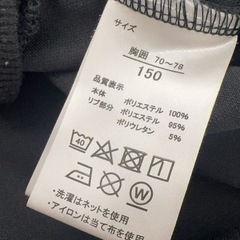 サイズ
胸囲 70~78
150
品質表示
本体 ポリエステル 100%
リブ部分 ポリエステル 95%
ポリウレタン 5%
40
W
・洗濯はネットを使用
・アイロンは当て布を使用